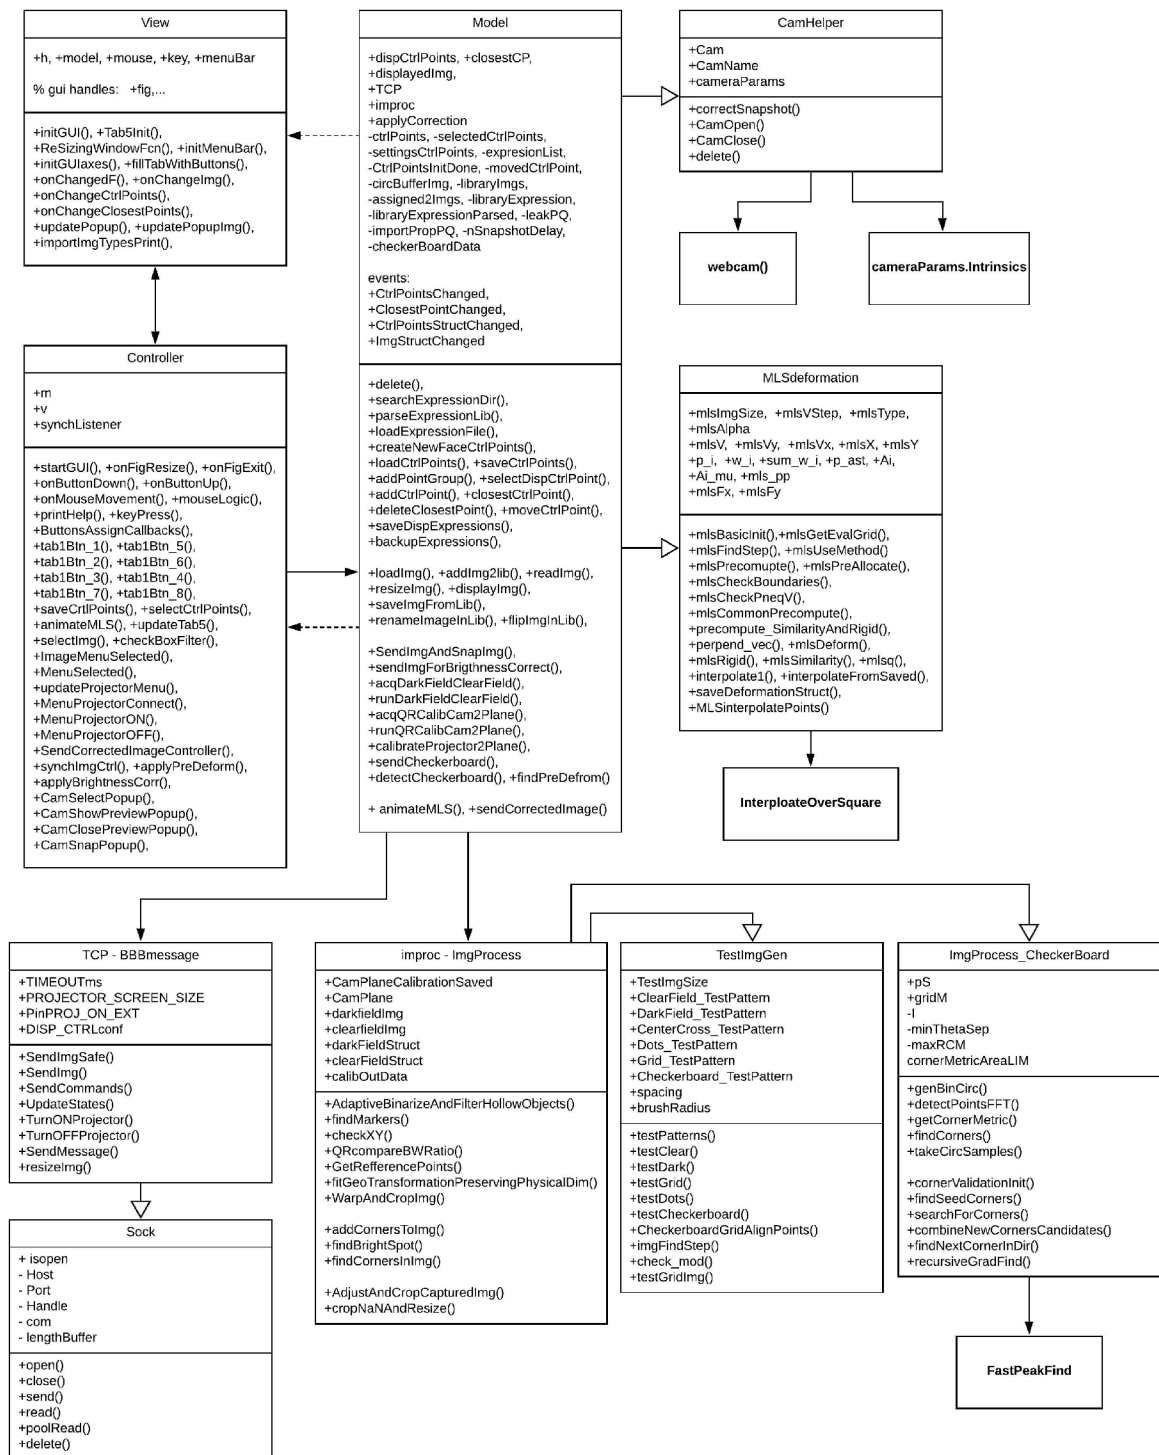 View
+h, +model, +mouse, +key, +menuBar
% gui handles: +fig,...
+initGUI(), +Tab5Init(),
+ReSizingWindowFcn(), +initMenuBar(),
+initGUIaxes(), +fillTabWithButtons(),
+onChangedF(), +onChangeImg(),
+onChangeCtrlPoints(),
+onChangeClosestPoints(),
+updatePopup(), +updatePopupImg(),
+importImgTypesPrint(),
Controller
+m
+v
+synchListener
+startGUI(), +onFigResize(), +onFigExit(),
+onButtonDown(), +onButtonUp(),
+onMouseMovement(), +mouseLogic(),
+printHelp(), +keyPress(),
+ButtonsAssignCallbacks(),
+tab1Btn_1(), +tab1Btn_5(),
+tab1Btn_2(), +tab1Btn_6(),
+tab1Btn_3(), +tab1Btn_4(),
+tab1Btn_7(), +tab1Btn_8(),
+saveCrtlPoints(), +selectCtrlPoints(),
+animateMLS(), +updateTab5(),
+selectImg(), +checkBoxFilter(),
+ImageMenuSelected(),
+MenuSelected(),
+updateProjectorMenu(),
+MenuProjectorConnect(),
+MenuProjectorON(),
+MenuProjectorOFF(),
+SendCorrectedImageController(),
+synchImgCtrl(), +applyPreDeform(),
+applyBrightnessCorr(),
+CamSelectPopup(),
+CamShowPreviewPopup(),
+CamClosePreviewPopup(),
+CamSnapPopup(),
Model
+dispCtrlPoints, +closestCP,
+displayedImg,
+TCP
+improc
+applyCorrection
-ctrlPoints, -selectedCtrlPoints,
-settingsCtrlPoints, -expresionList,
-CtrlPointsInitDone, -movedCtrlPoint,
-circBufferImg, -libraryImgs,
-assigned2Imgs, -libraryExpression,
-libraryExpressionParsed, -leakPQ,
-importPropPQ, -nSnapshotDelay,
-checkerBoardData
events:
+CtrlPointsChanged,
+ClosestPointChanged,
+CtrlPointsStructChanged,
+ImgStructChanged
+delete(),
+searchExpressionDir(),
+parseExpressionLib(),
+loadExpressionFile(),
+createNewFaceCtrlPoints(),
+loadCtrlPoints(), +saveCtrlPoints(),
+addPointGroup(), +selectDispCtrlPoint(),
+addCtrlPoint(), +closestCtrlPoint(),
+deleteClosestPoint(), +moveCtrlPoint(),
+saveDispExpressions(),
+backupExpressions(),
+loadImg(), +addImg2lib(), +readImg(),
+resizeImg(), +displayImg(),
+saveImgFromLib(),
+renameImageInLib(), +flipImgInLib(),
+SendImgAndSnapImg(),
+sendImgForBrigthnessCorrect(),
+acqDarkFieldClearField(),
+runDarkFieldClearField(),
+acqQRCalibCam2Plane(),
+runQRCalibCam2Plane(),
+calibrateProjector2Plane(),
+sendCheckerboard(),
+detectCheckerboard(), +findPreDefrom()
+ animateMLS(), +sendCorrectedImage()
CamHelper
+Cam
+CamName
+cameraParams
+correctSnapshot()
+CamOpen()
+CamClose()
+delete()
webcam()
cameraParams.Intrinsics
MLSdeformation
+mlsImgSize, +mlsVStep, +mlsType,
+mlsAlpha
+mlsV, +mlsVy, +mlsVx, +mlsX, +mlsY
+p_i, +w_i, +sum_w_i, +p_ast, +Ai,
+Ai_mu, +mls_pp
+mlsFx, +mlsFy
+mlsBasicInit(),+mlsGetEvalGrid(),
+mlsFindStep(), +mlsUseMethod()
+mlsPrecomupte(), +mlsPreAllocate(),
+mlsCheckBoundaries(),
+mlsCheckPneqV(),
+mlsCommonPrecompute(),
+precompute_SimilarityAndRigid(),
+perpend_vec(), +mlsDeform(),
+mlsRigid(), +mlsSimilarity(), +mlsq(),
+interpolate1(), +interpolateFromSaved(),
+saveDeformationStruct(),
+MLSinterpolatePoints()
InterploateOverSquare
TCP - BBBmessage
+TIMEOUTms
+PROJECTOR_SCREEN_SIZE
+PinPROJ_ON_EXT
+DISP_CTRLconf
+SendImgSafe()
+SendImg()
+SendCommands()
+UpdateStates()
+TurnONProjector()
+TurnOFFProjector()
+SendMessage()
+resizeImg()
Sock
+ isopen
- Host
- Port
- Handle
- com
- lengthBuffer
+open()
+close()
+send()
+read()
+poolRead()
+delete()
improc - ImgProcess
+CamPlaneCalibrationSaved
+CamPlane
+darkfieldImg
+clearfieldImg
+darkFieldStruct
+clearFieldStruct
+calibOutData
+AdaptiveBinarizeAndFilterHollowObjects()
+findMarkers()
+checkXY()
+QRcompareBWRatio()
+GetRefferencePoints()
+fitGeoTransformationPreservingPhysicalDim()
+WarpAndCropImg()
+addCornersToImg()
+findBrightSpot()
+findCornersInImg()
+AdjustAndCropCapturedImg()
+cropNaNAndResize()
TestImgGen
+TestImgSize
+ClearField_TestPattern
+DarkField_TestPattern
+CenterCross_TestPattern
+Dots_TestPattern
+Grid_TestPattern
+Checkerboard_TestPattern
+spacing
+brushRadius
+testPatterns()
+testClear()
+testDark()
+testGrid()
+testDots()
+testCheckerboard()
+CheckerboardGridAlignPoints()
+imgFindStep()
+check_mod()
+testGridImg()
ImgProcess_CheckerBoard
+pS
+gridM
-I
-minThetaSep
-maxRCM
cornerMetricAreaLIM
+genBinCirc()
+detectPointsFFT()
+getCornerMetric()
+findCorners()
+takeCircSamples()
+cornerValidationInit()
+findSeedCorners()
+searchForCorners()
+combineNewCornersCandidates()
+findNextCornerInDir()
+recursiveGradFind()
FastPeakFind